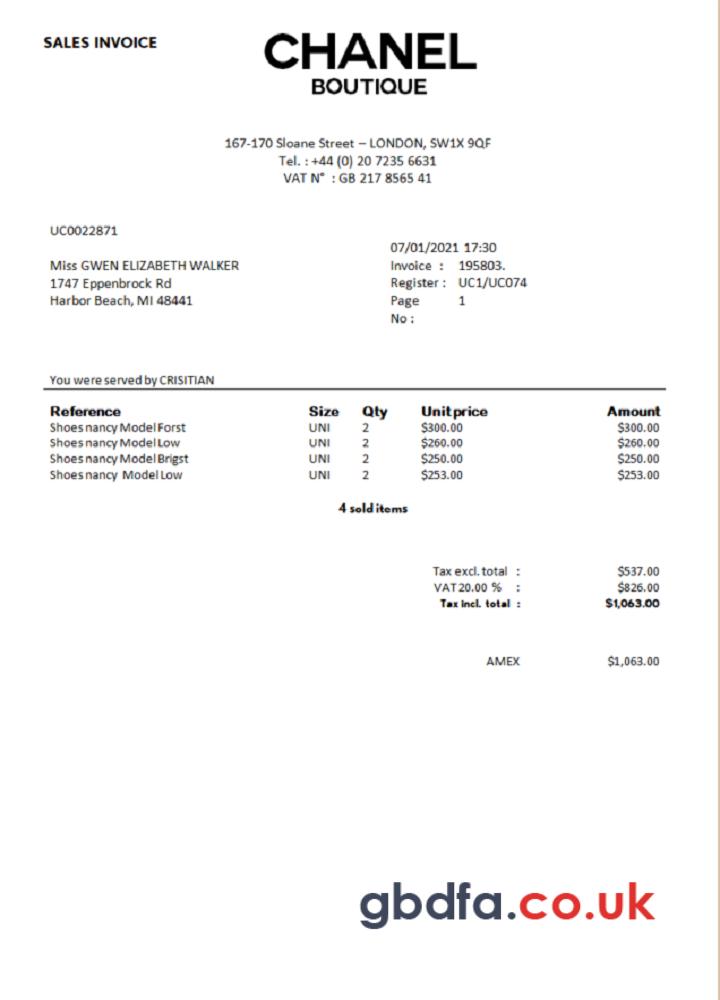 SALES INVOICE
CHANEL
BOUTIQUE
167-170 Sloane Street – LONDON, SW1X 9QF
Tel. : +44 (0) 20 7235 6631
VAT N° : GB 217 8565 41
UC0022871
07/01/2021 17:30
Miss GWEN ELIZABETH WALKER Invoice : 195803.
1747 Eppenbrock Rd Register : UC1/UC074
Harbor Beach, MI 48441 Page 1
No :
You were served by CRISITIAN
Reference Size Qty Unit price Amount
Shoes nancy Model Forst UNI 2 $300.00 $300.00
Shoes nancy Model Low UNI 2 $260.00 $260.00
Shoes nancy Model Brigst UNI 2 $250.00 $250.00
Shoes nancy Model Low UNI 2 $253.00 $253.00
4 sold items
Tax excl. total : $537.00
VAT 20.00 % : $826.00
Tax incl. total : $1,063.00
AMEX $1,063.00
gbdfa.co.uk